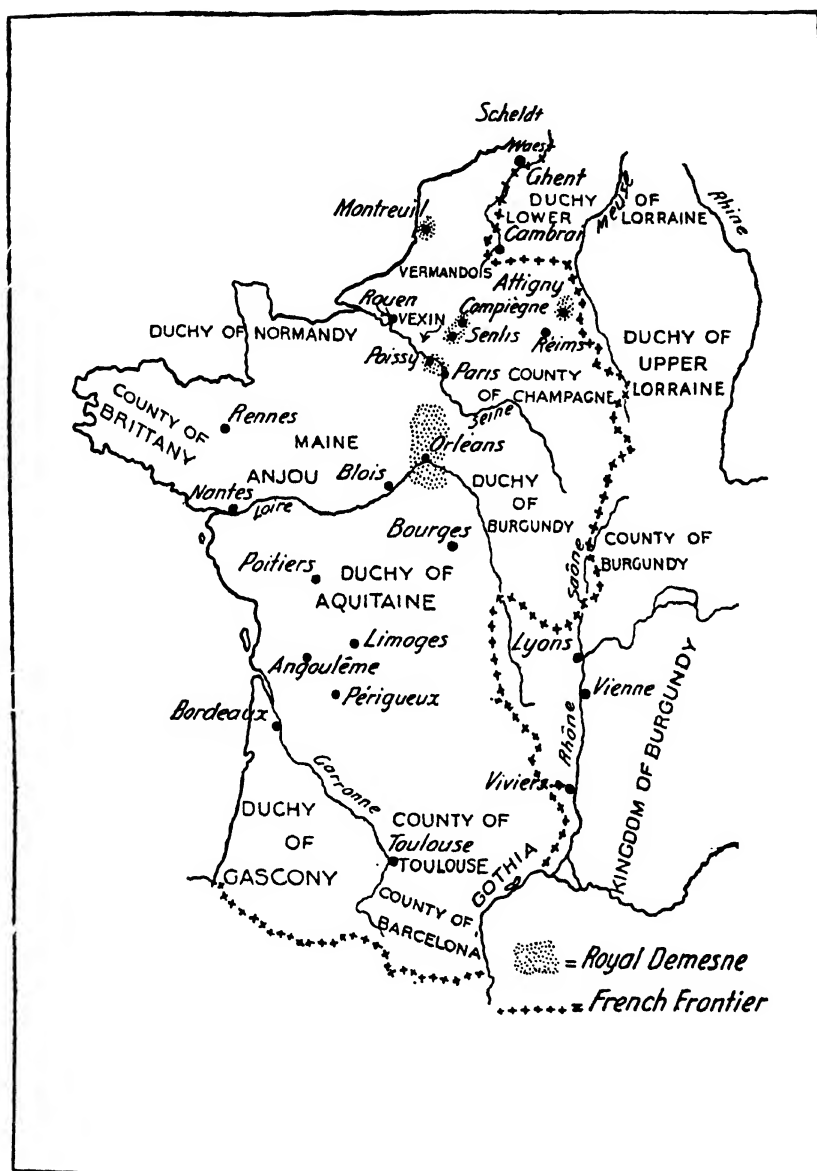 Scheldt
Waes
Ghent
DUCHY OF
LOWER LORRAINE
Meuse
Rhine
Montreuil
Cambrai
VERMANDOIS
Attigny
Rouen
VEXIN
Compiègne
DUCHY OF NORMANDY
Senlis
Réims
DUCHY OF
UPPER
LORRAINE
Poissy
Paris
COUNTY
OF CHAMPAGNE
Seine
COUNTY OF
BRITTANY
Rennes
MAINE
Orléans
ANJOU
Blois
Nantes
Loire
DUCHY
OF
BURGUNDY
Bourges
Saône
COUNTY OF
BURGUNDY
Poitiers
DUCHY OF
AQUITAINE
Limoges
Lyons
Angoulême
Périgueux
Vienne
Bordeaux
Rhône
KINGDOM OF BURGUNDY
Garronne
Viviers
DUCHY
OF
GASCONY
COUNTY OF
Toulouse
TOULOUSE
GOTHIA
COUNTY OF
BARCELONA
= Royal Demesne
= French Frontier